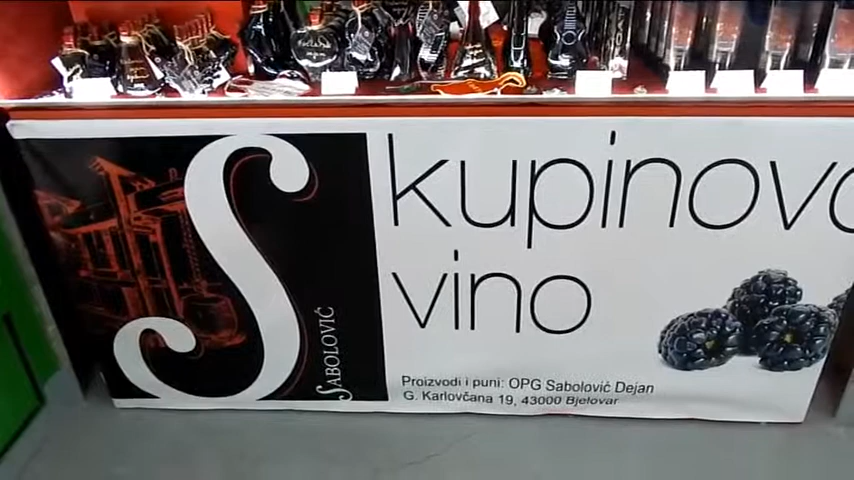 S
SABOLOVIĆ
kupinovo
vino
Proizvodi i puni: OPG Sabolović Dejan
G.Karlovčana 19, 43000 Bjelovar